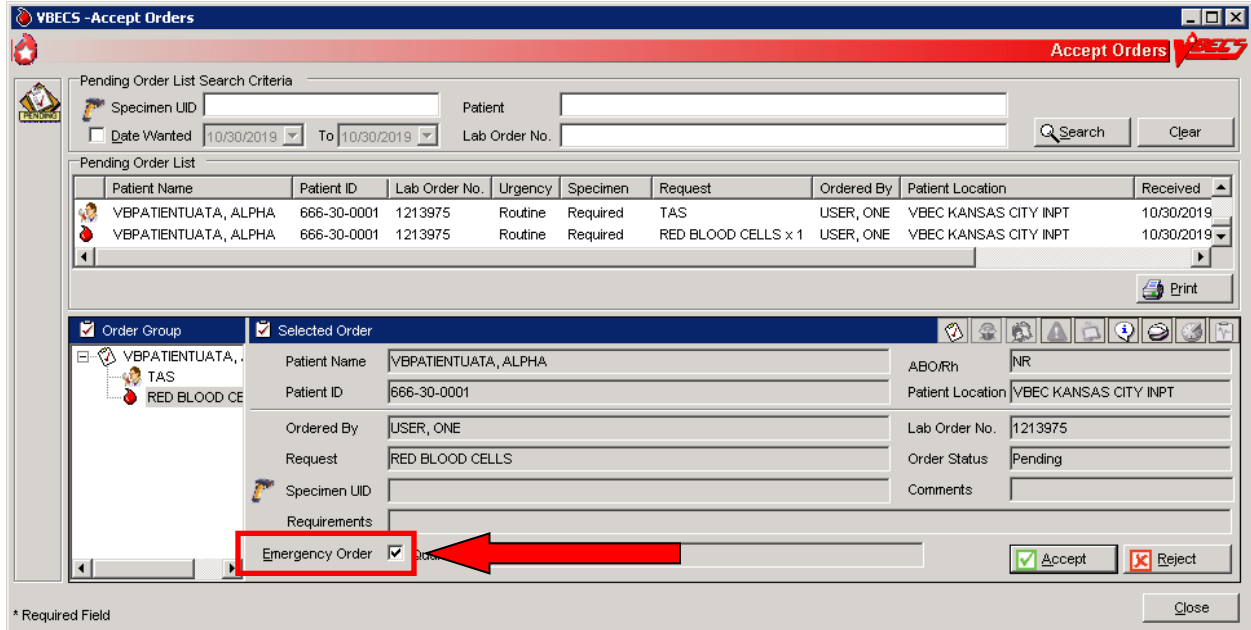 VBECS -Accept Orders
Accept Orders VBECS
PENDING
Pending Order List Search Criteria
Specimen UID Patient
Date Wanted 10/30/2019 To 10/30/2019 Lab Order No. Search Clear
Pending Order List
Patient Name Patient ID Lab Order No. Urgency Specimen Request Ordered By Patient Location Received
VBPATIENTUATA, ALPHA 666-30-0001 1213975 Routine Required TAS USER, ONE VBEC KANSAS CITY INPT 10/30/2019
VBPATIENTUATA, ALPHA 666-30-0001 1213975 Routine Required RED BLOOD CELLS x 1 USER, ONE VBEC KANSAS CITY INPT 10/30/2019
Print
Order Group Selected Order
VBPATIENTUATA, Patient Name VBPATIENTUATA, ALPHA ABO/Rh NR
TAS
RED BLOOD CE Patient ID 666-30-0001 Patient Location VBEC KANSAS CITY INPT
Ordered By USER, ONE Lab Order No. 1213975
Request RED BLOOD CELLS Order Status Pending
Specimen UID Comments
Requirements
Emergency Order Accept Reject
* Required Field Close